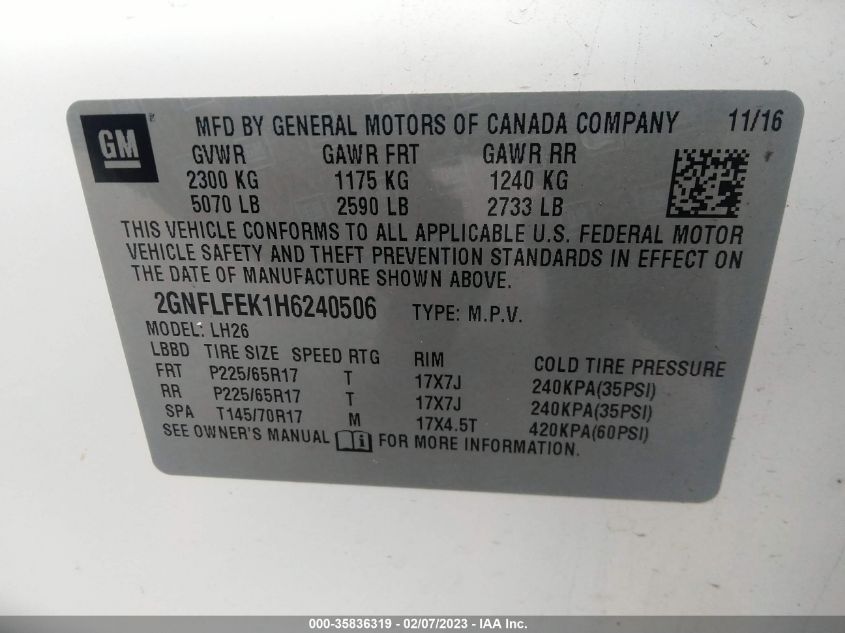 GM
MFD BY GENERAL MOTORS OF CANADA COMPANY 11/16
GVWR GAWR FRT GAWR RR
2300 KG 1175 KG 1240 KG
5070 LB 2590 LB 2733 LB
THIS VEHICLE CONFORMS TO ALL APPLICABLE U.S. FEDERAL MOTOR
VEHICLE SAFETY AND THEFT PREVENTION STANDARDS IN EFFECT ON
THE DATE OF MANUFACTURE SHOWN ABOVE.
2GNFLFEK1H6240506 TYPE: M.P.V.
MODEL: LH26
LBBD TIRE SIZE SPEED RTG RIM COLD TIRE PRESSURE
FRT P225/65R17 T 17X7J 240KPA(35PSI)
RR P225/65R17 T 17X7J 240KPA(35PSI)
SPA T145/70R17 M 17X4.5T 420KPA(60PSI)
SEE OWNER'S MANUAL FOR MORE INFORMATION.
000-35836319 - 02/07/2023 - IAA Inc.